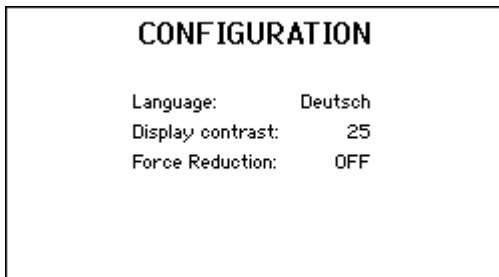 CONFIGURATION
Language: Deutsch
Display contrast: 25
Force Reduction: OFF